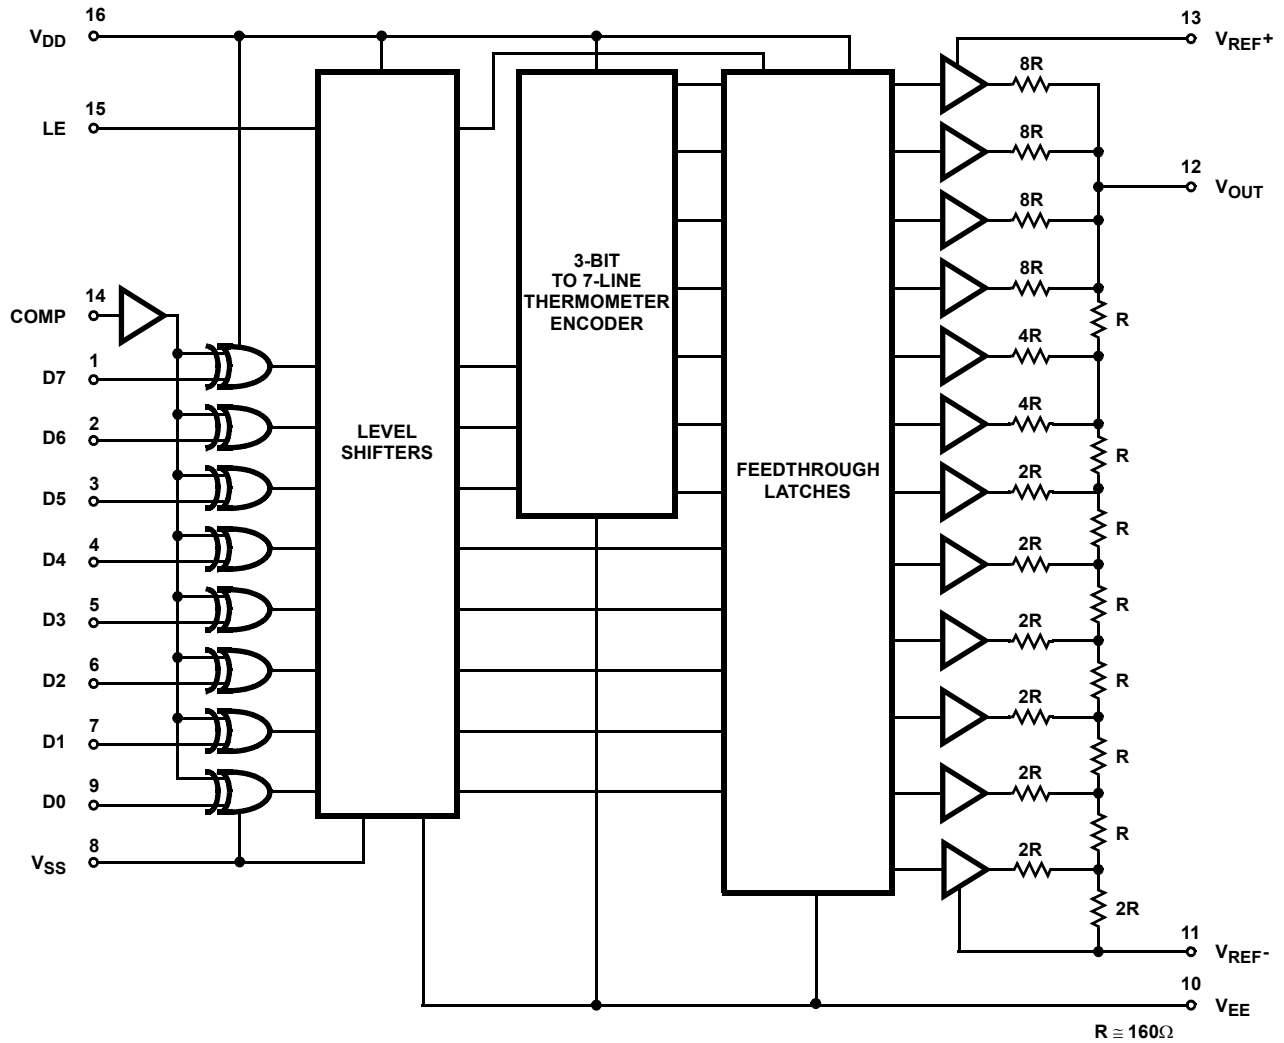 16
VDD
15
LE
14
COMP
1
D7
2
D6
3
D5
4
D4
5
D3
6
D2
7
D1
9
D0
8
VSS
LEVEL
SHIFTERS
3-BIT
TO 7-LINE
THERMOMETER
ENCODER
FEEDTHROUGH
LATCHES
8R
8R
8R
8R
4R
4R
2R
2R
2R
2R
2R
2R
R
R
R
R
R
R
R
2R
13
VREF+
12
VOUT
11
VREF-
10
VEE
R ≅ 160Ω